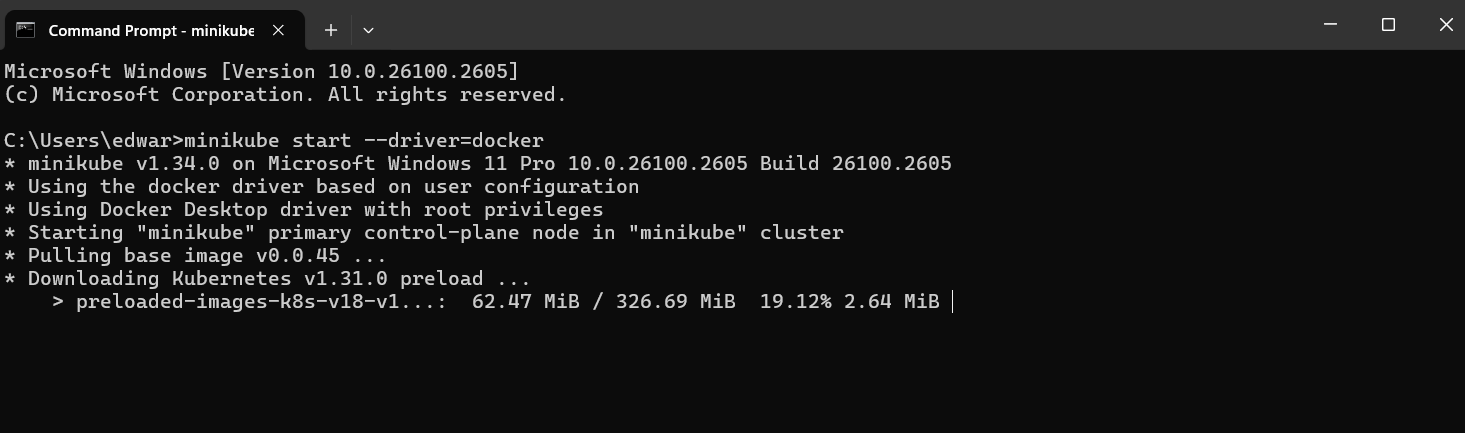 Command Prompt - minikube
Microsoft Windows [Version 10.0.26100.2605]
(c) Microsoft Corporation. All rights reserved.
C:\Users\edwar>minikube start --driver=docker
* minikube v1.34.0 on Microsoft Windows 11 Pro 10.0.26100.2605 Build 26100.2605
* Using the docker driver based on user configuration
* Using Docker Desktop driver with root privileges
* Starting "minikube" primary control-plane node in "minikube" cluster
* Pulling base image v0.0.45 ...
* Downloading Kubernetes v1.31.0 preload ...
    > preloaded-images-k8s-v18-v1...:  62.47 MiB / 326.69 MiB  19.12% 2.64 MiB